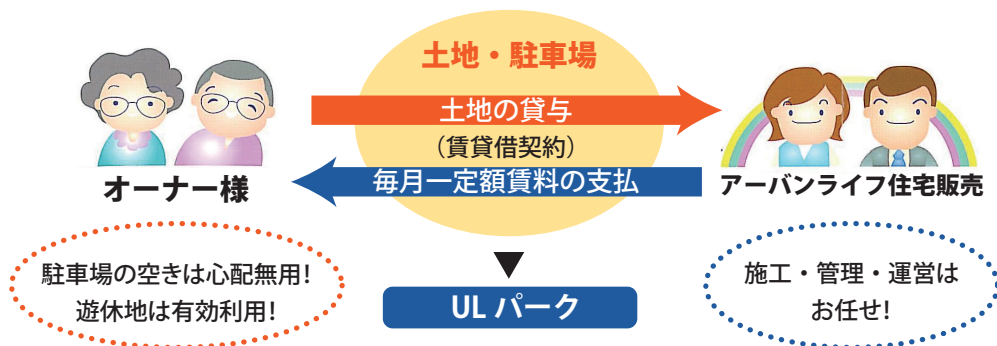 土地・駐車場
土地の貸与
(賃貸借契約)
毎月一定額賃料の支払
オーナー様
アーバンライフ住宅販売
駐車場の空きは心配無用!
遊休地は有効利用!
施工・管理・運営は
お任せ!
UL パーク